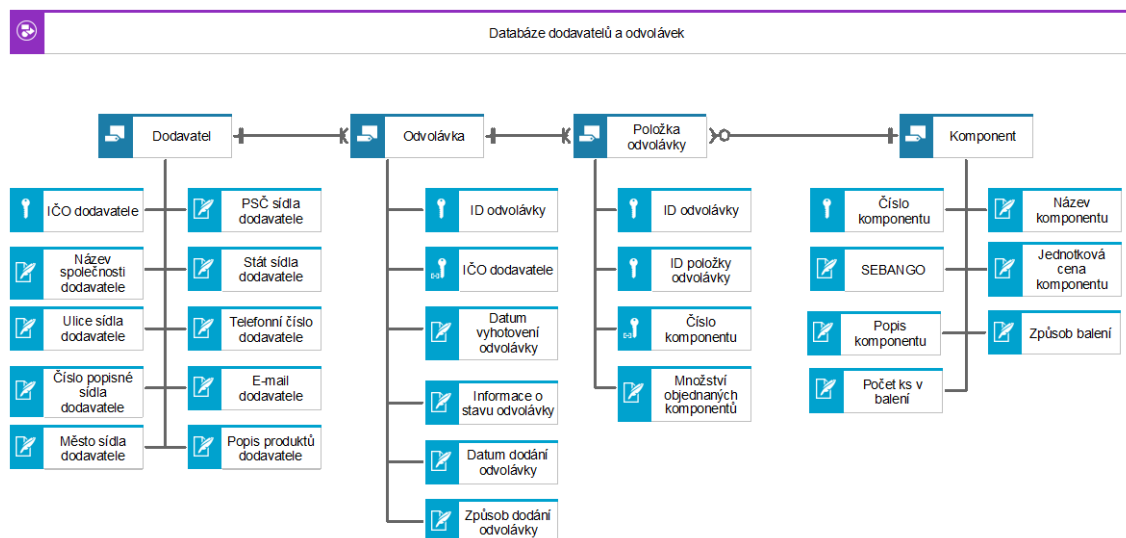 Databáze dodavatelů a odvolávek
Dodavatel
Odvolávka
Položka
odvolávky
Komponent
IČO dodavatele
PSČ sídla
dodavatele
Název
společnosti
dodavatele
Stát sídla
dodavatele
Ulice sídla
dodavatele
Telefonní číslo
dodavatele
Číslo popisné
sídla
dodavatele
E-mail
dodavatele
Město sídla
dodavatele
Popis produktů
dodavatele
ID odvolávky
IČO dodavatele
Datum
vyhotovení
odvolávky
Informace o
stavu odvolávky
Datum dodání
odvolávky
Způsob dodání
odvolávky
ID odvolávky
ID položky
odvolávky
Číslo
komponentu
Množství
objednaných
komponentů
Číslo
komponentu
Název
komponentu
SEBANGO
Jednotková
cena
komponentu
Popis
komponentu
Způsob balení
Počet ks v
balení